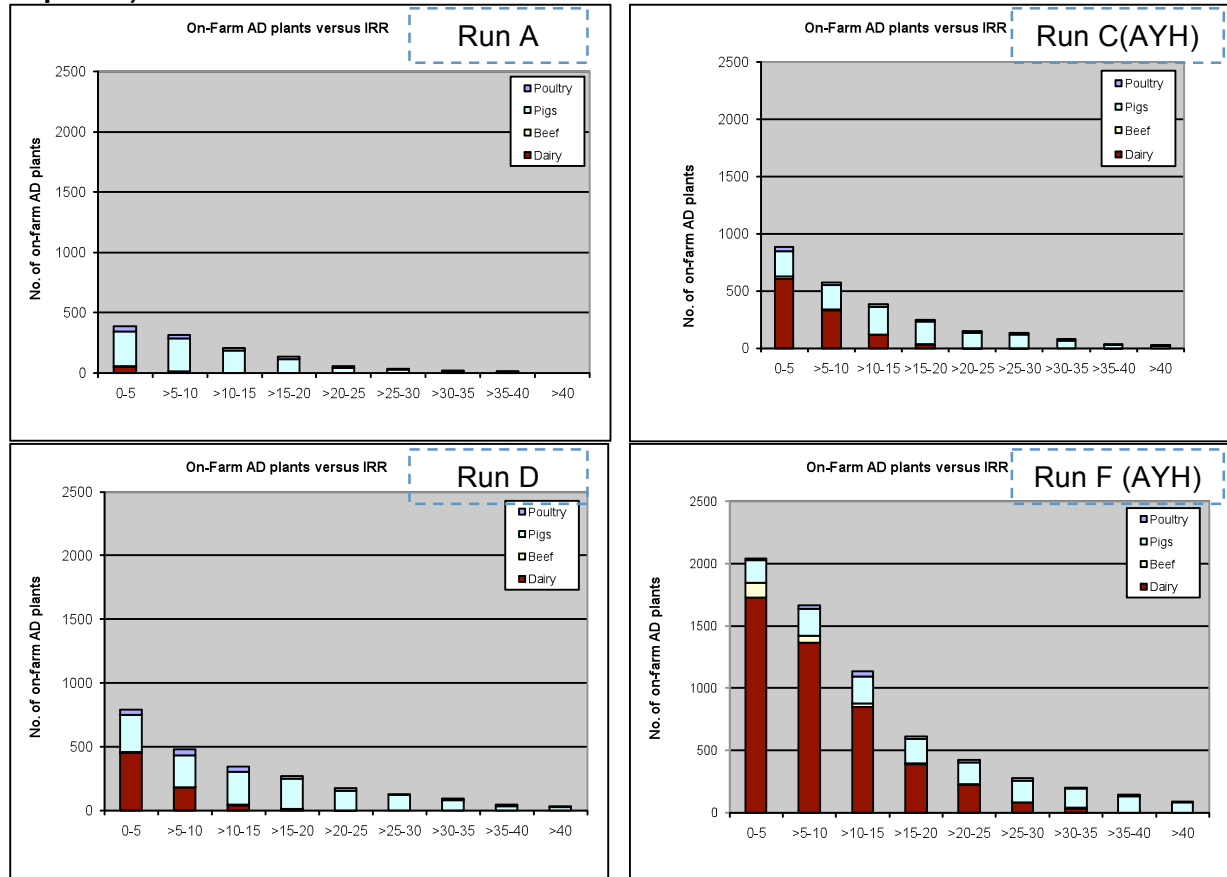 On-Farm AD plants versus IRR
Run A
2500
2000
1500
1000
500
0
No. of on-farm AD plants
Poultry
Pigs
Beef
Dairy
0-5 >5-10 >10-15 >15-20 >20-25 >25-30 >30-35 >35-40 >40
On-Farm AD plants versus IRR
Run C(AYH)
2500
2000
1500
1000
500
0
No. of on-farm AD plants
Poultry
Pigs
Beef
Dairy
0-5 >5-10 >10-15 >15-20 >20-25 >25-30 >30-35 >35-40 >40
On-Farm AD plants versus IRR
Run D
2500
2000
1500
1000
500
0
No. of on-farm AD plants
Poultry
Pigs
Beef
Dairy
0-5 >5-10 >10-15 >15-20 >20-25 >25-30 >30-35 >35-40 >40
On-Farm AD plants versus IRR
Run F (AYH)
2500
2000
1500
1000
500
0
No. of on-farm AD plants
Poultry
Pigs
Beef
Dairy
0-5 >5-10 >10-15 >15-20 >20-25 >25-30 >30-35 >35-40 >40